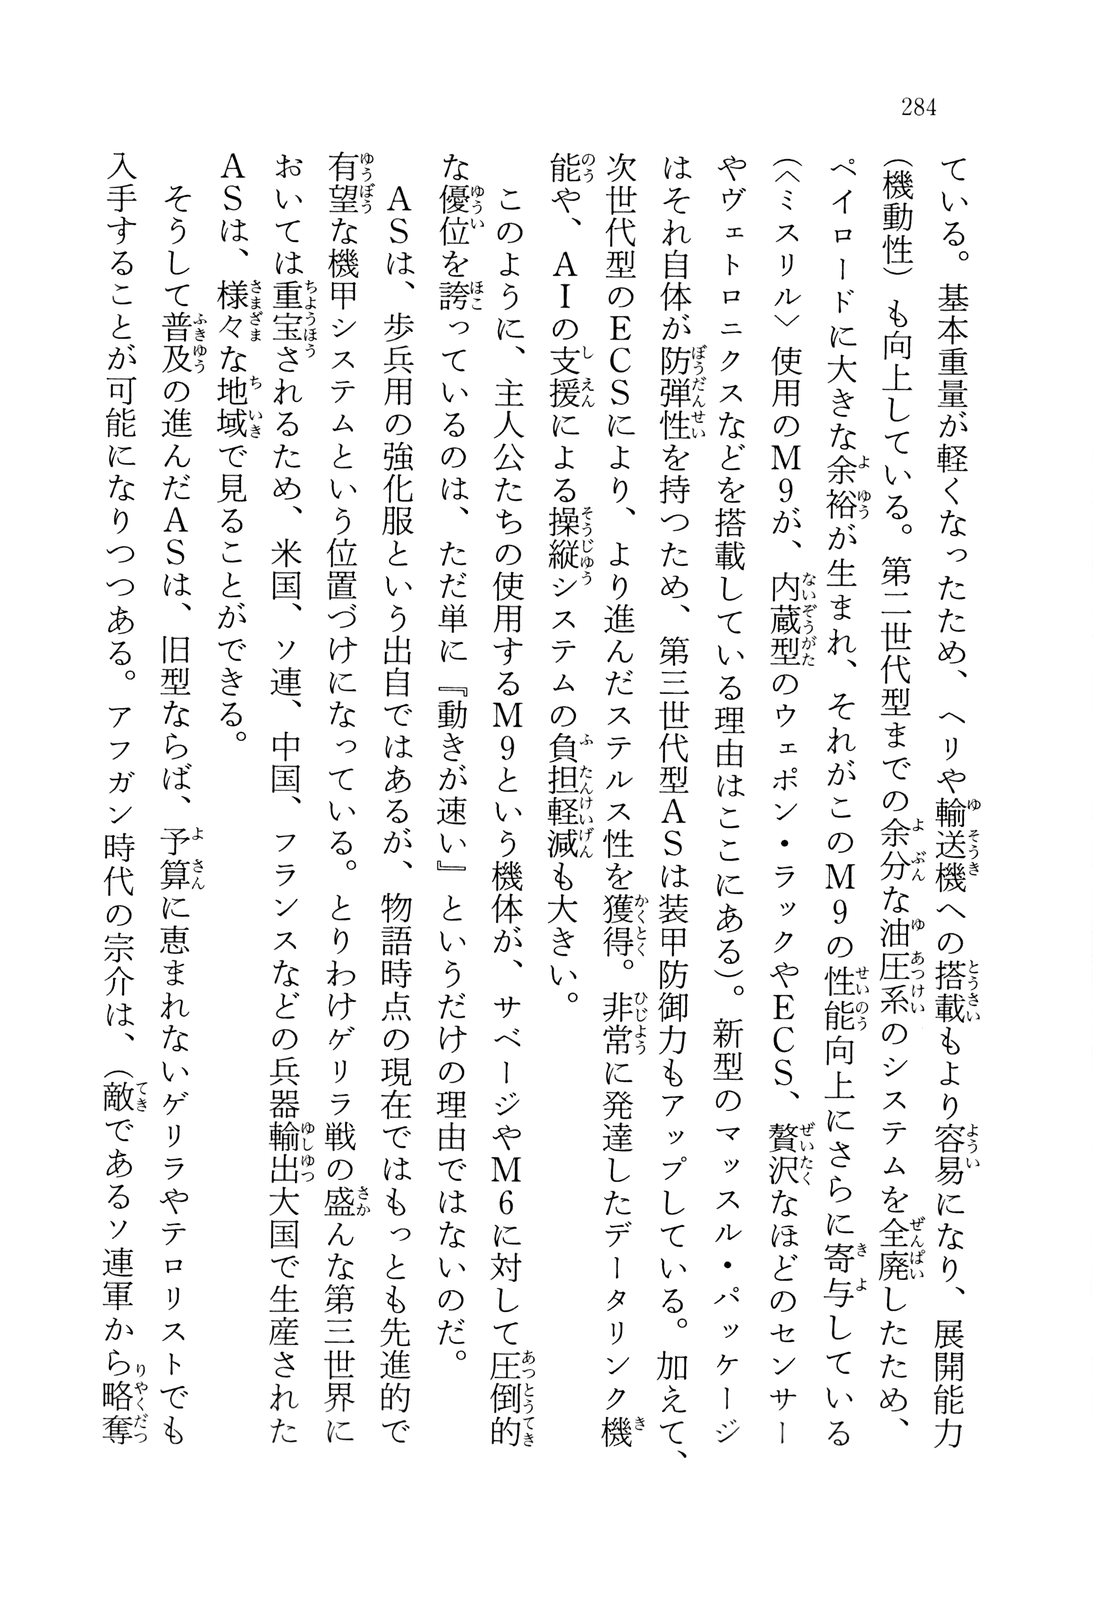 284
ている。基本重量が軽くなったため、ヘリや輸送機への搭載もより容易になり、展開能力
（機動性）も向上している。第二世代型までの余分な油圧系のシステムを全廃したため、
ペイロードに大きな余裕が生まれ、それがこのM9の性能向上にさらに寄与している
（〈ミスリル〉使用のM9が、内蔵型のウェポン・ラックやECS、贅沢なほどのセンサー
やヴェトロニクスなどを搭載している理由はここにある）。新型のマッスル・パッケージ
はそれ自体が防弾性を持つため、第三世代型ASは装甲防御力もアップしている。加えて、
次世代型のECSにより、より進んだステルス性を獲得。非常に発達したデータリンク機
能や、AIの支援による操縦システムの負担軽減も大きい。
このように、主人公たちの使用するM9という機体が、サベージやM6に対して圧倒的
な優位を誇っているのは、ただ単に『動きが速い』というだけの理由ではないのだ。
ASは、歩兵用の強化服という出自ではあるが、物語時点の現在ではもっとも先進的で
有望な機甲システムという位置づけになっている。とりわけゲリラ戦の盛んな第三世界に
おいては重宝されるため、米国、ソ連、中国、フランスなどの兵器輸出大国で生産された
ASは、様々な地域で見ることができる。
そうして普及の進んだASは、旧型ならば、予算に恵まれないゲリラやテロリストでも
入手することが可能になりつつある。アフガン時代の宗介は、（敵であるソ連軍から略奪